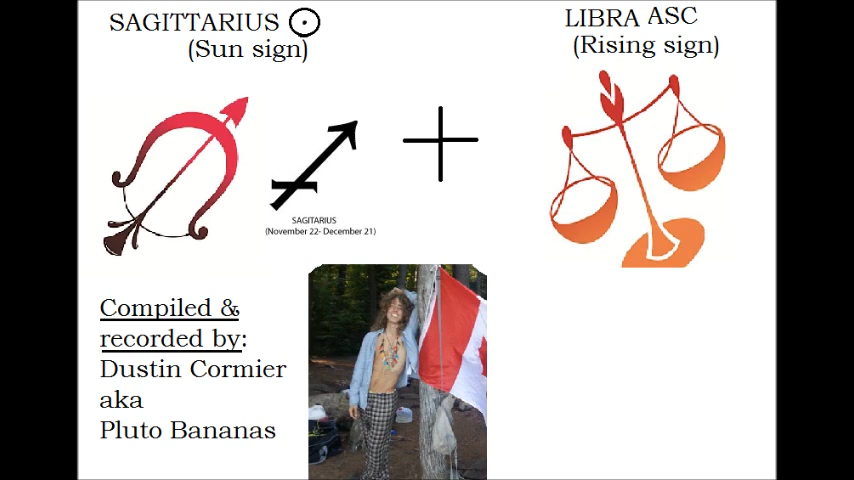 SAGITTARIUS
(Sun sign)
LIBRA ASC
(Rising sign)
SAGITARIUS
(November 22- December 21)
Compiled &
recorded by:
Dustin Cormier
aka
Pluto Bananas